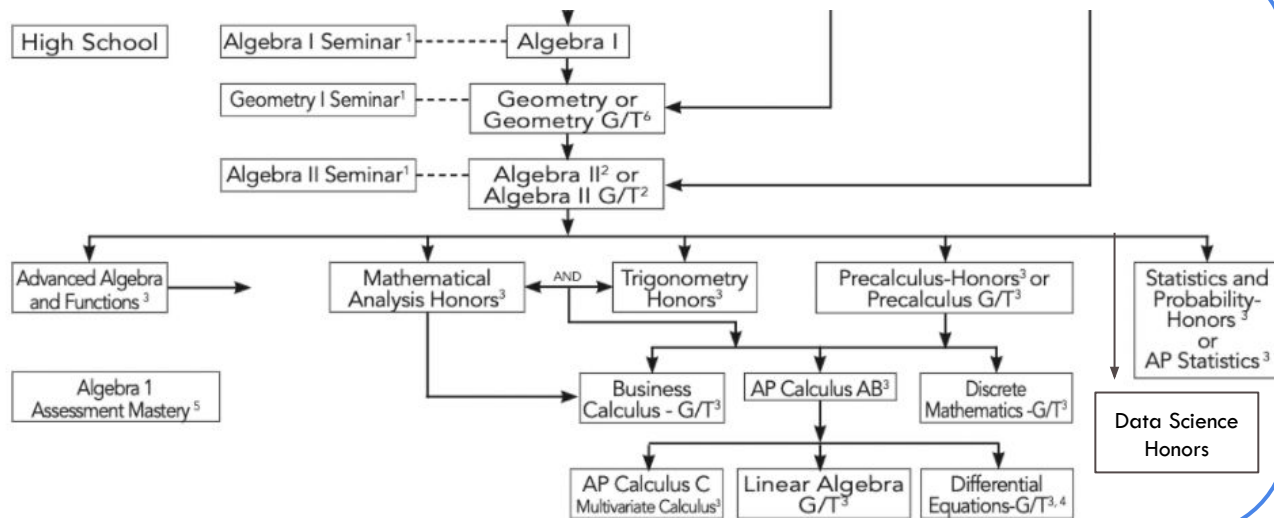 High School
Algebra I Seminar ¹
Algebra I
Geometry I Seminar¹
Geometry or
Geometry G/T⁶
Algebra II Seminar¹
Algebra II² or
Algebra II G/T²
Advanced Algebra
and Functions ³
Mathematical
Analysis Honors³
AND
Trigonometry
Honors³
Precalculus-Honors³ or
Precalculus G/T³
Statistics and
Probability-
Honors ³
or
AP Statistics³
Algebra 1
Assessment Mastery ⁵
Business
Calculus - G/T³
AP Calculus AB³
Discrete
Mathematics -G/T³
Data Science
Honors
AP Calculus C
Multivariate Calculus³
Linear Algebra
G/T³
Differential
Equations-G/T³,⁴